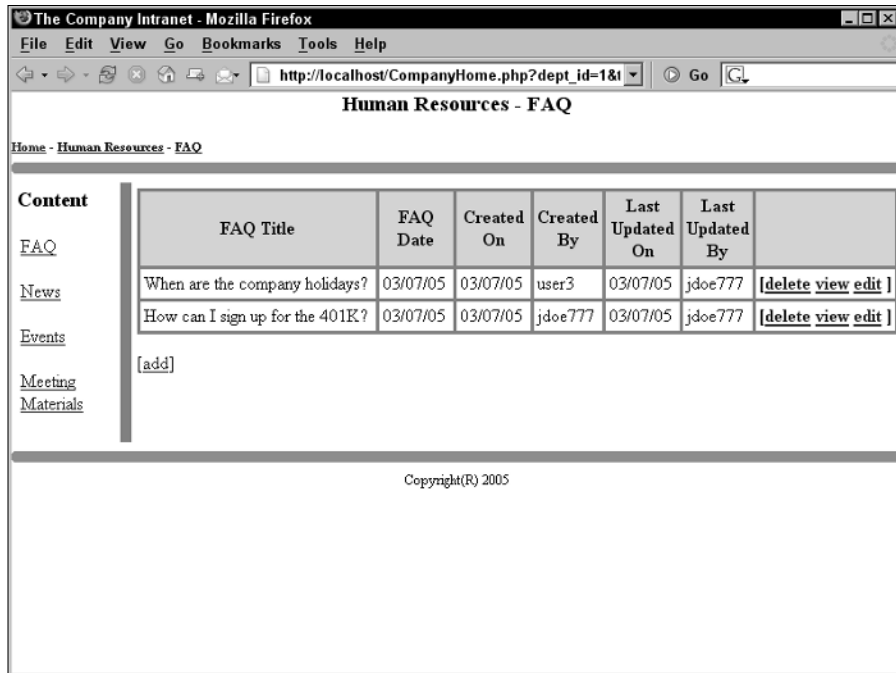 The Company Intranet - Mozilla Firefox
File Edit View Go Bookmarks Tools Help
http://localhost/CompanyHome.php?dept_id=1&t Go G
Human Resources - FAQ
Home - Human Resources - FAQ
Content
FAQ
News
Events
Meeting
Materials
FAQ Title FAQ Date Created On Created By Last Updated On Last Updated By
When are the company holidays? 03/07/05 03/07/05 user3 03/07/05 jdoe777 [delete view edit ]
How can I sign up for the 401K? 03/07/05 03/07/05 jdoe777 03/07/05 jdoe777 [delete view edit ]
[add]
Copyright(R) 2005